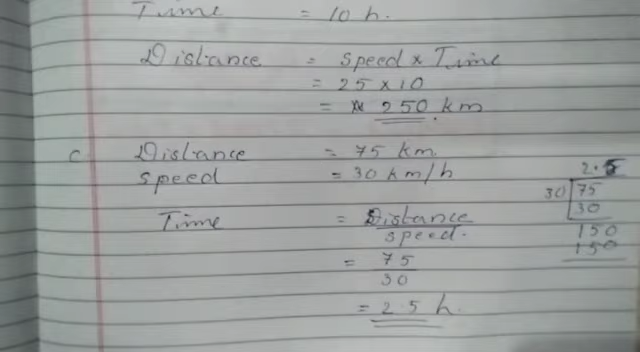 Time = 10 h.
Distance = speed x Time
= 25 x 10
= 250 km
c. Distance = 75 km.
speed = 30 km/h
Time = Distance
speed.
= 75
30
= 2.5 h.
2.5
30 75
30
150
150